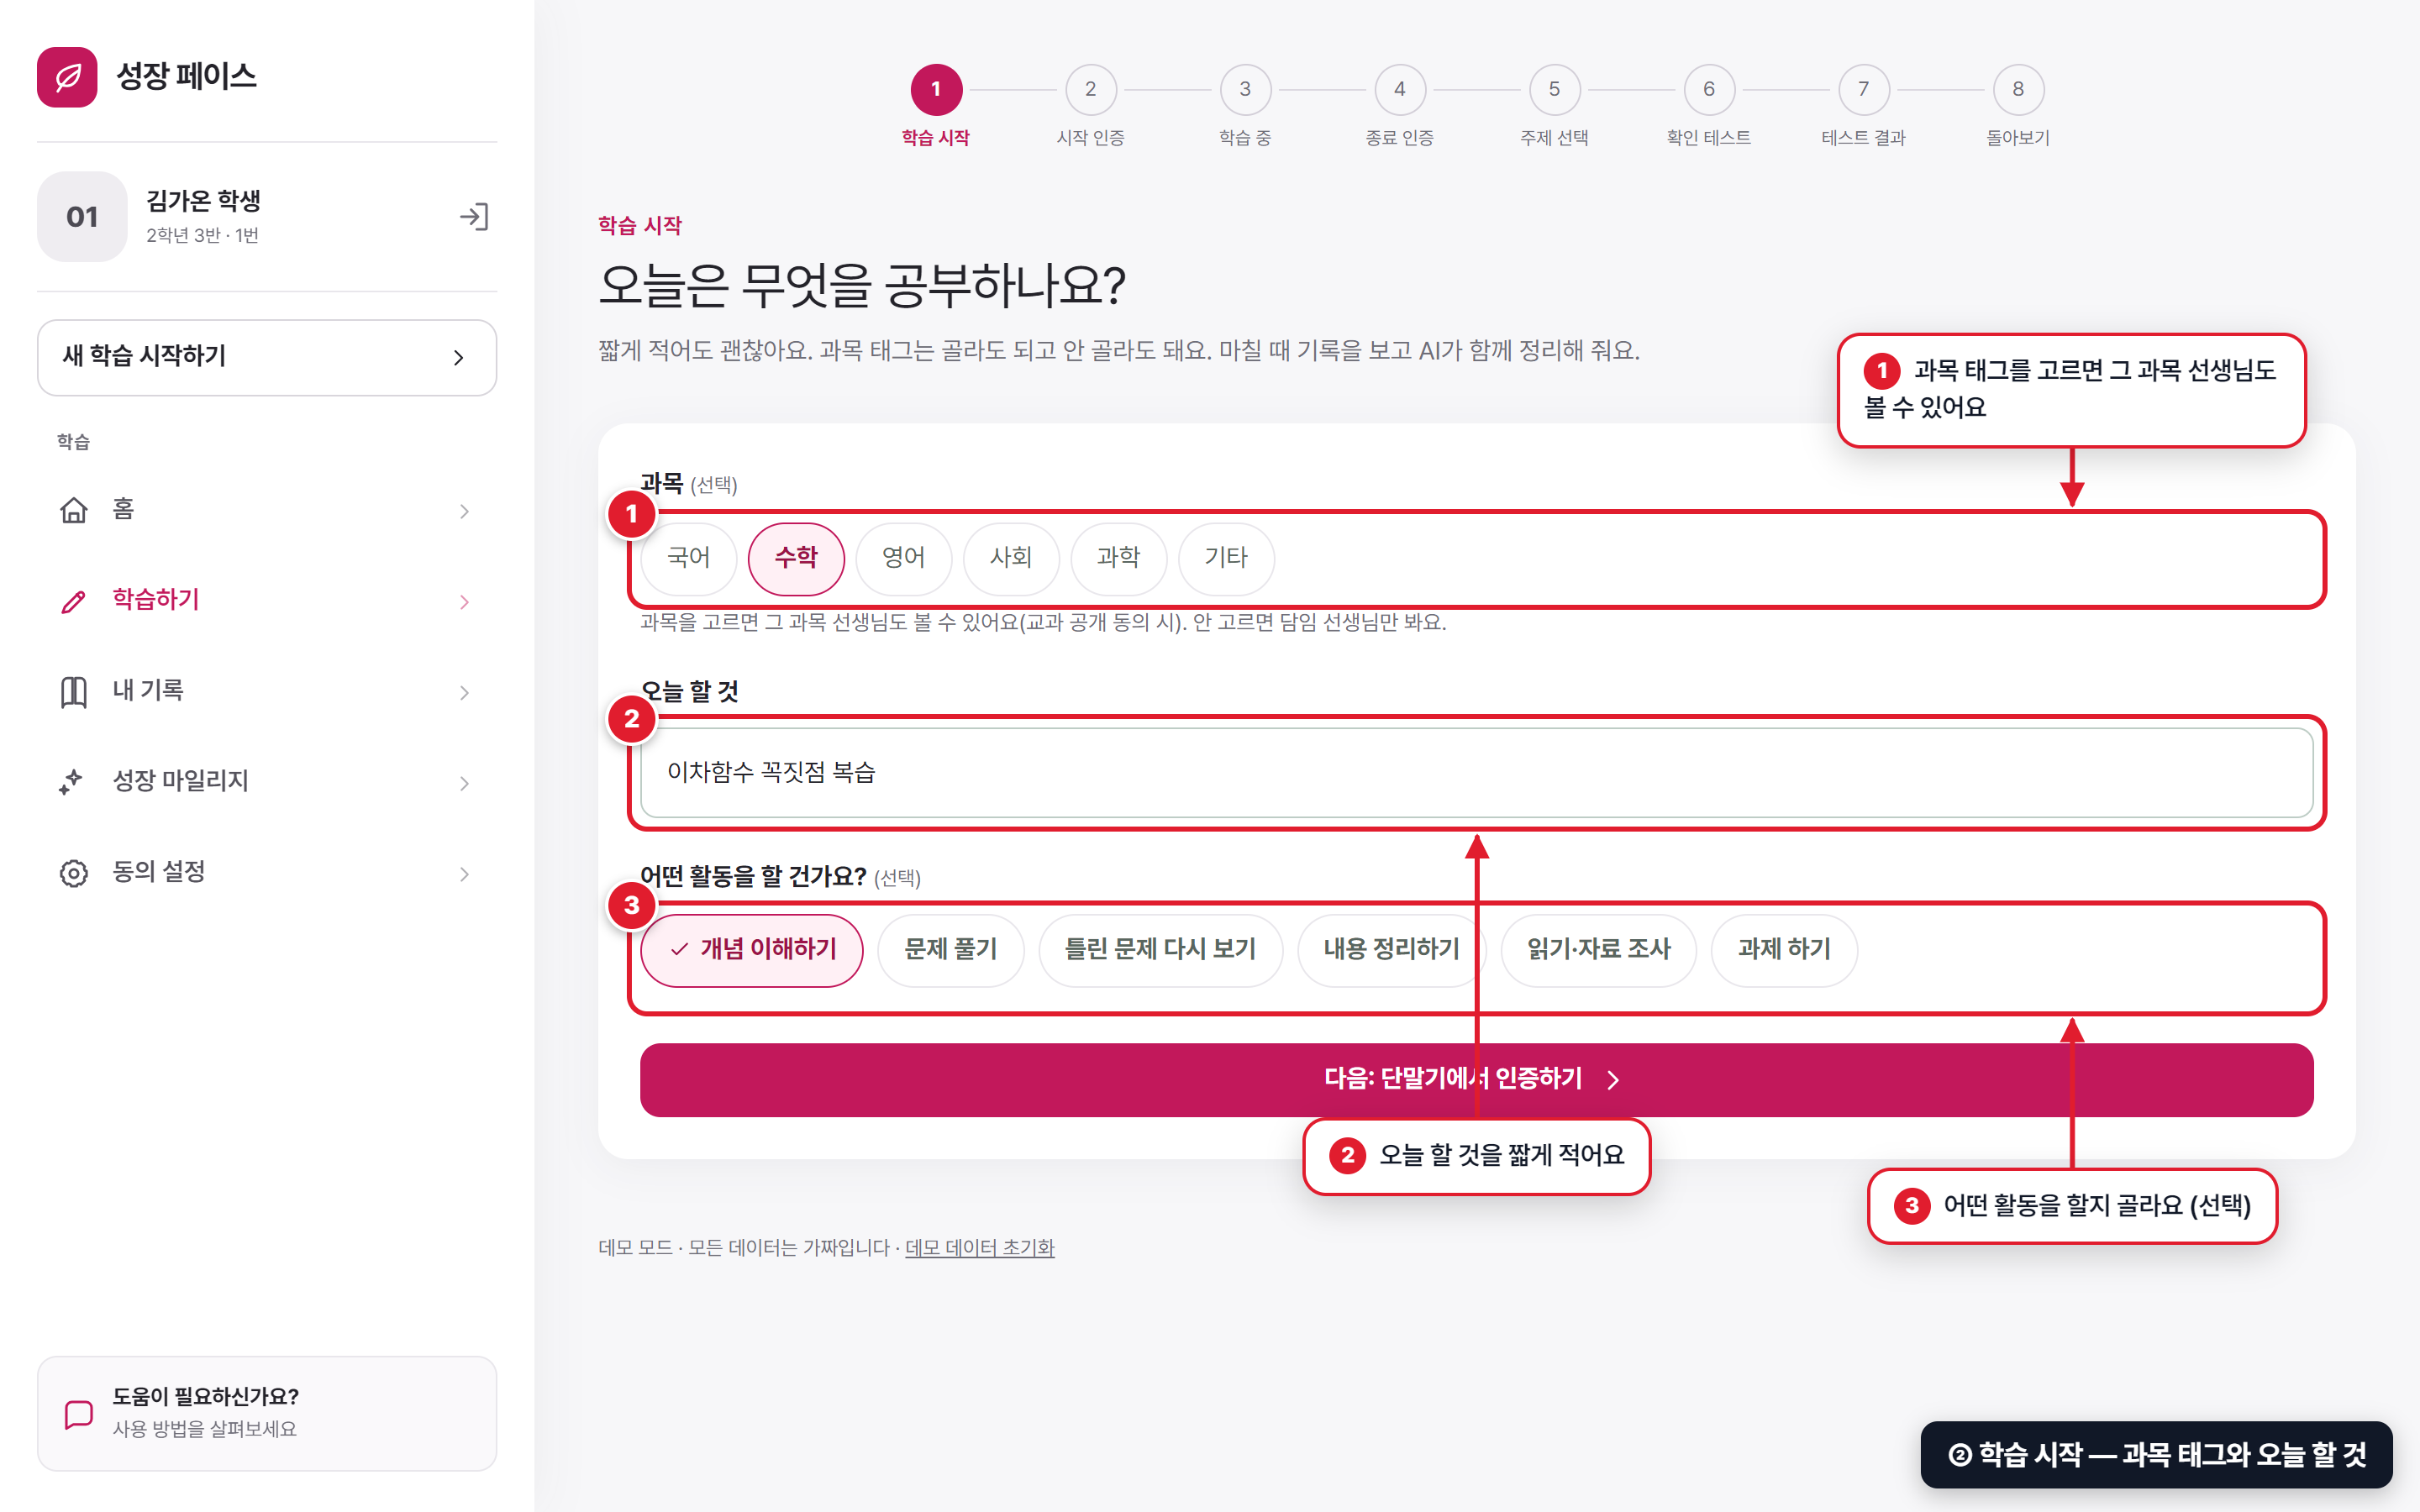 성장 페이스
01
김가온 학생
2학년 3반 · 1번
새 학습 시작하기
학습
홈
학습하기
내 기록
성장 마일리지
동의 설정
도움이 필요하신가요?
사용 방법을 살펴보세요
1
학습 시작
2
시작 인증
3
학습 중
4
종료 인증
5
주제 선택
6
확인 테스트
7
테스트 결과
8
돌아보기
학습 시작
오늘은 무엇을 공부하나요?
짧게 적어도 괜찮아요. 과목 태그는 골라도 되고 안 골라도 돼요. 마칠 때 기록을 보고 AI가 함께 정리해 줘요.
1 과목 태그를 고르면 그 과목 선생님도
볼 수 있어요
과목 (선택)
1
국어 수학 영어 사회 과학 기타
과목을 고르면 그 과목 선생님도 볼 수 있어요(교과 공개 동의 시). 안 고르면 담임 선생님만 봐요.
오늘 할 것
2
이차함수 꼭짓점 복습
어떤 활동을 할 건가요? (선택)
3
개념 이해하기 문제 풀기 틀린 문제 다시 보기 내용 정리하기 읽기·자료 조사 과제 하기
다음: 단말기에서 인증하기
2 오늘 할 것을 짧게 적어요
3 어떤 활동을 할지 골라요 (선택)
데모 모드 · 모든 데이터는 가짜입니다 · 데모 데이터 초기화
② 학습 시작 — 과목 태그와 오늘 할 것